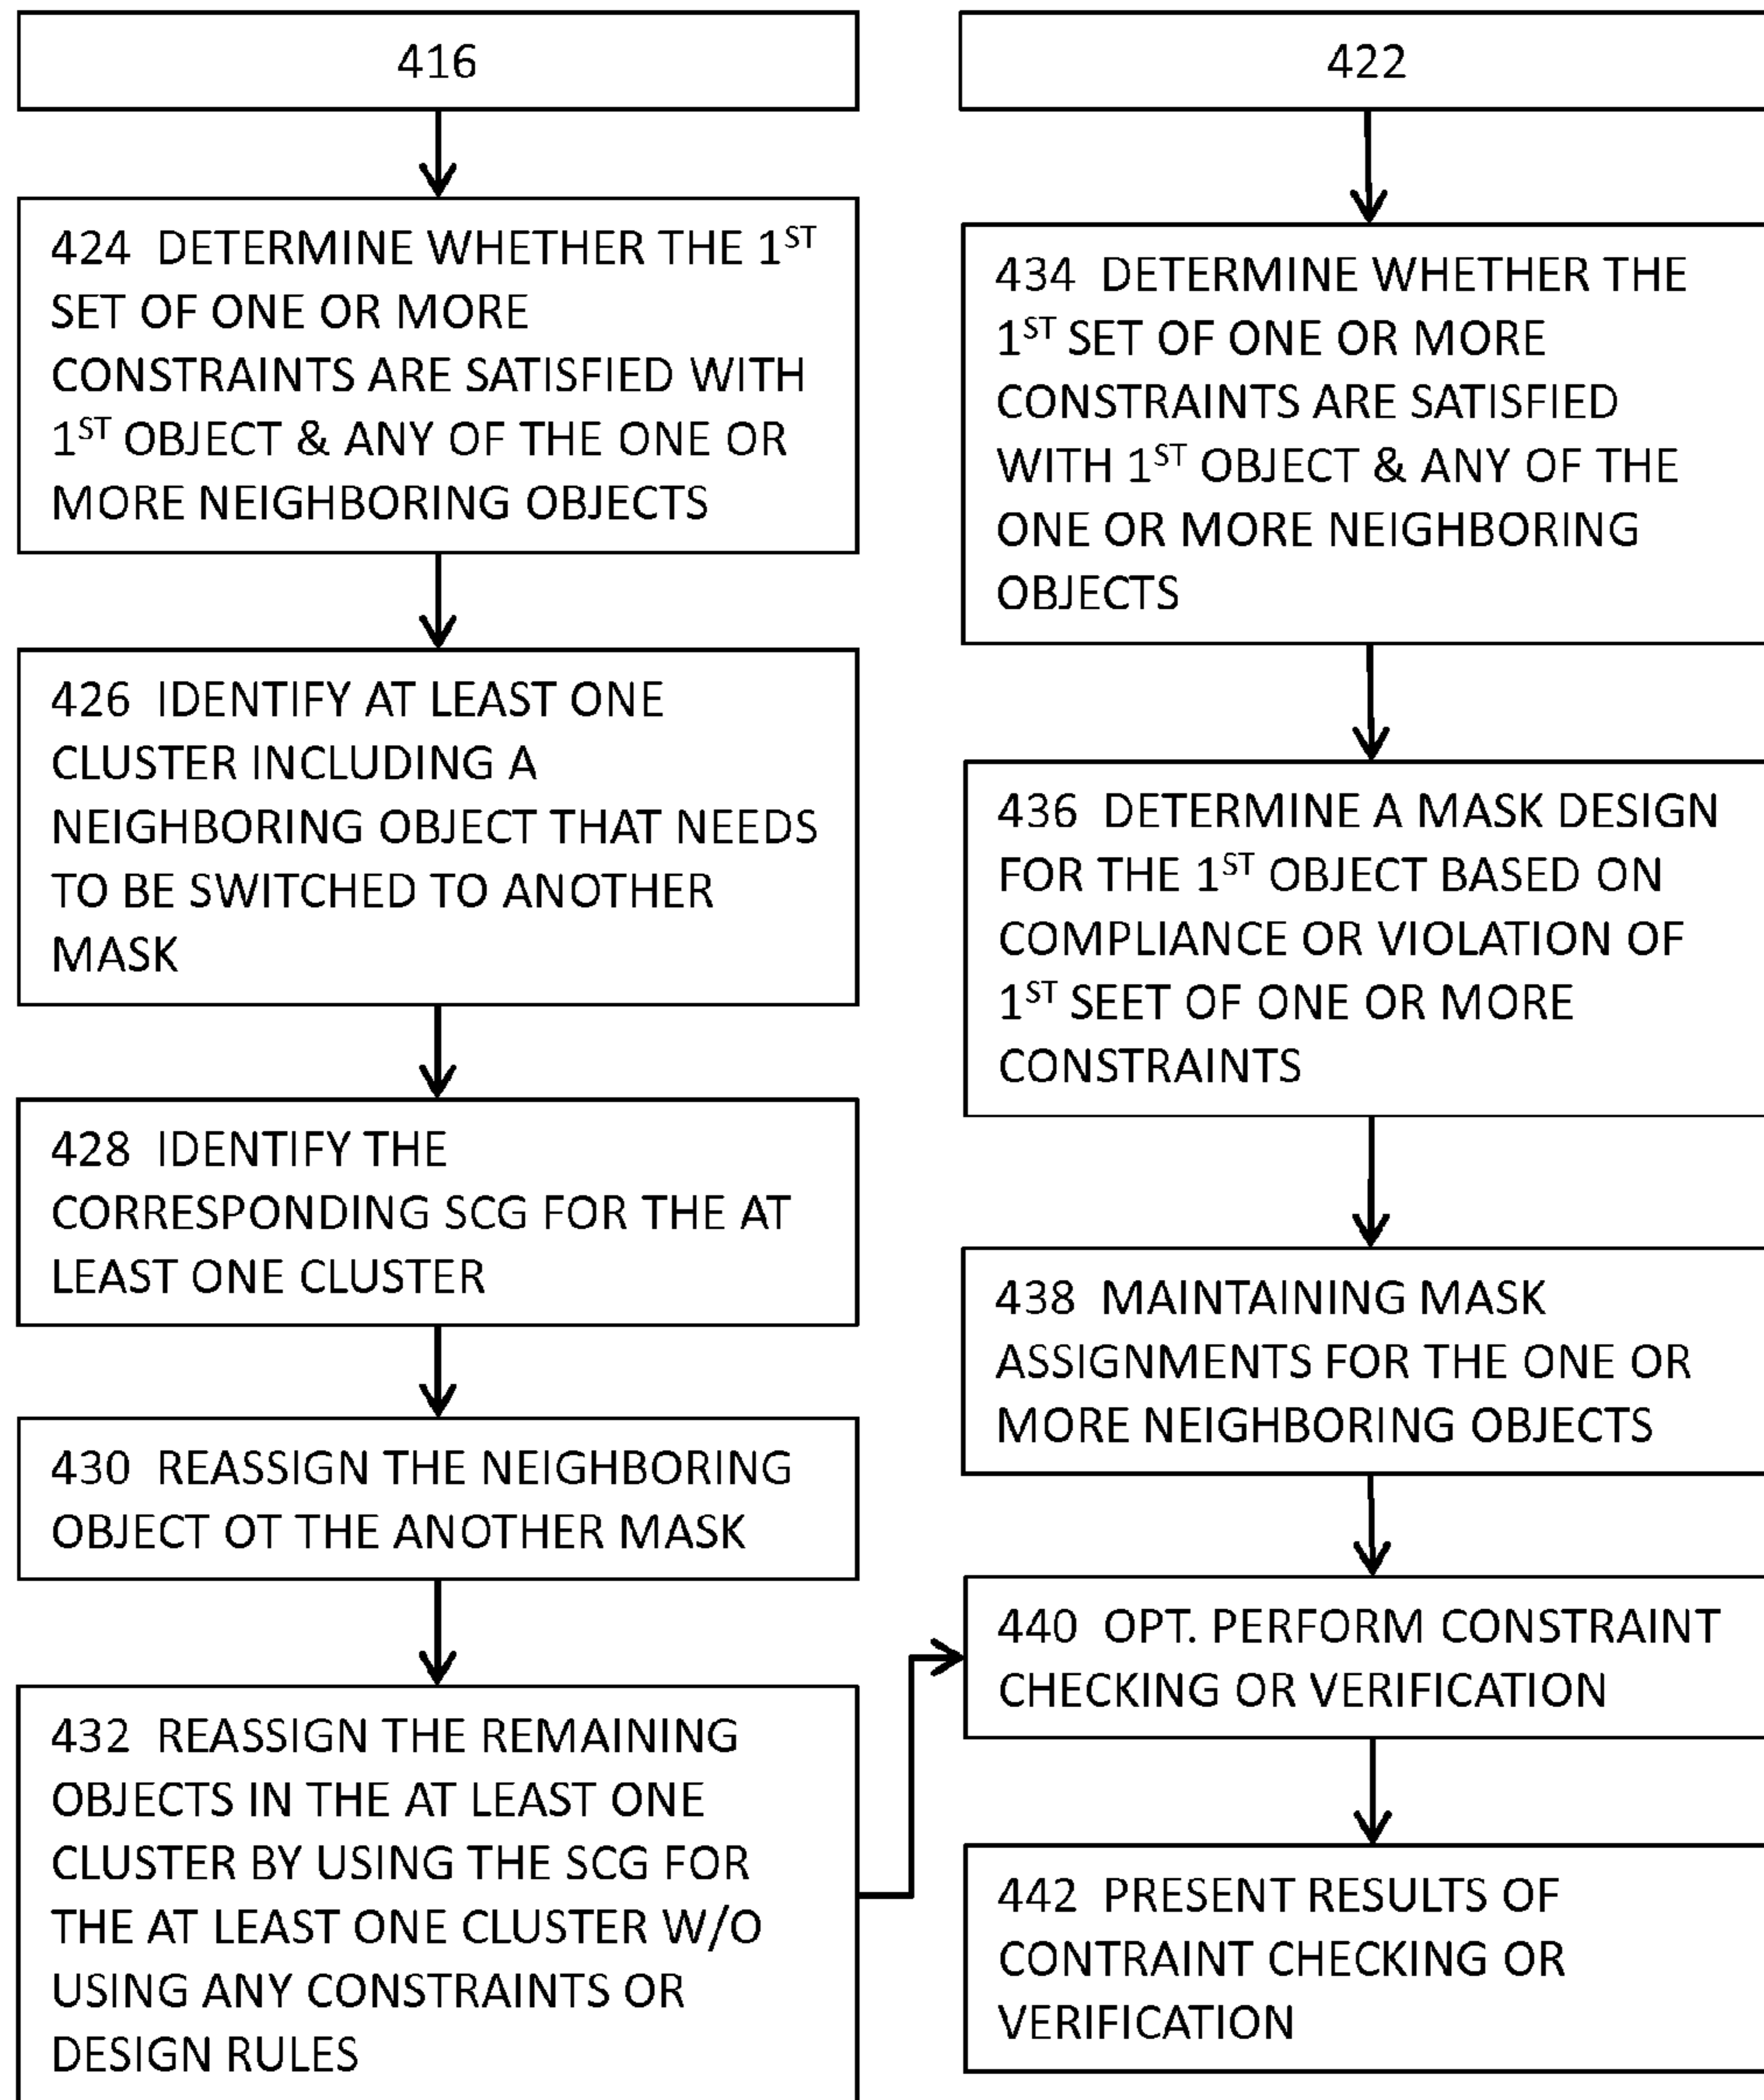 416
424 DETERMINE WHETHER THE 1ST
SET OF ONE OR MORE
CONSTRAINTS ARE SATISFIED WITH
1ST OBJECT & ANY OF THE ONE OR
MORE NEIGHBORING OBJECTS
426 IDENTIFY AT LEAST ONE
CLUSTER INCLUDING A
NEIGHBORING OBJECT THAT NEEDS
TO BE SWITCHED TO ANOTHER
MASK
428 IDENTIFY THE
CORRESPONDING SCG FOR THE AT
LEAST ONE CLUSTER
430 REASSIGN THE NEIGHBORING
OBJECT OT THE ANOTHER MASK
432 REASSIGN THE REMAINING
OBJECTS IN THE AT LEAST ONE
CLUSTER BY USING THE SCG FOR
THE AT LEAST ONE CLUSTER W/O
USING ANY CONSTRAINTS OR
DESIGN RULES
422
434 DETERMINE WHETHER THE
1ST SET OF ONE OR MORE
CONSTRAINTS ARE SATISFIED
WITH 1ST OBJECT & ANY OF THE
ONE OR MORE NEIGHBORING
OBJECTS
436 DETERMINE A MASK DESIGN
FOR THE 1ST OBJECT BASED ON
COMPLIANCE OR VIOLATION OF
1ST SEET OF ONE OR MORE
CONSTRAINTS
438 MAINTAINING MASK
ASSIGNMENTS FOR THE ONE OR
MORE NEIGHBORING OBJECTS
440 OPT. PERFORM CONSTRAINT
CHECKING OR VERIFICATION
442 PRESENT RESULTS OF
CONTRAINT CHECKING OR
VERIFICATION